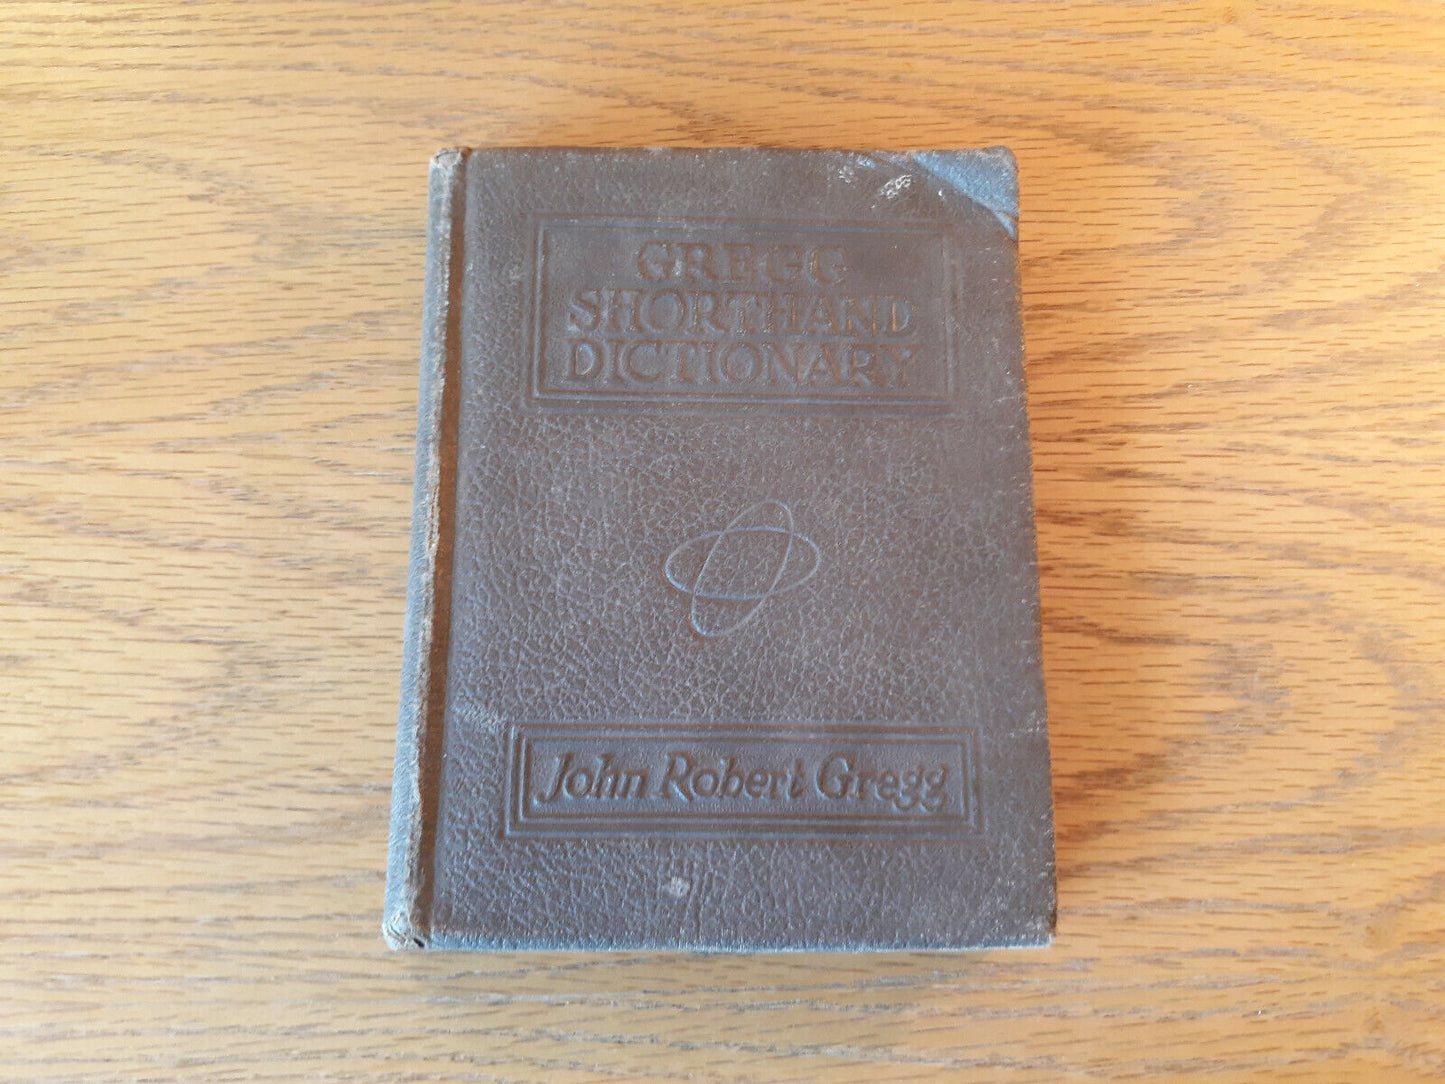 GREGG
SHORTHAND
DICTIONARY
John Robert Gregg